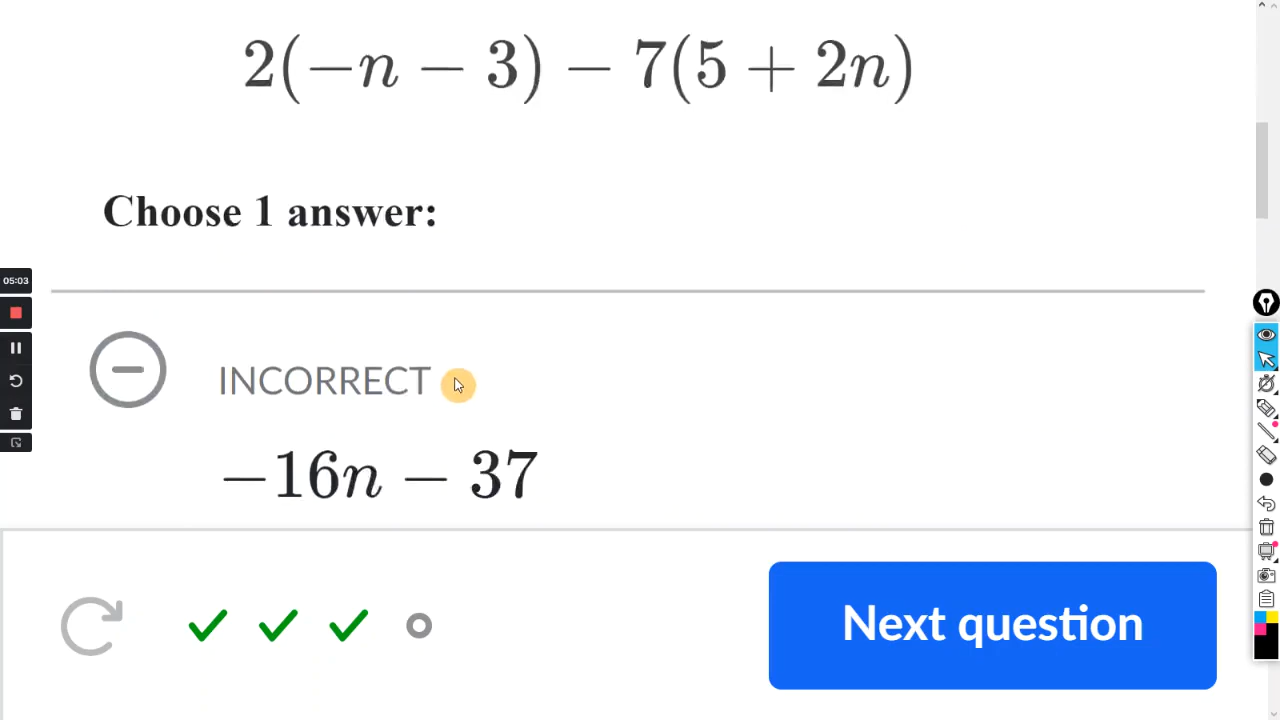 2(−n − 3) − 7(5 + 2n)
Choose 1 answer:
05:03
INCORRECT
−16n − 37
Next question